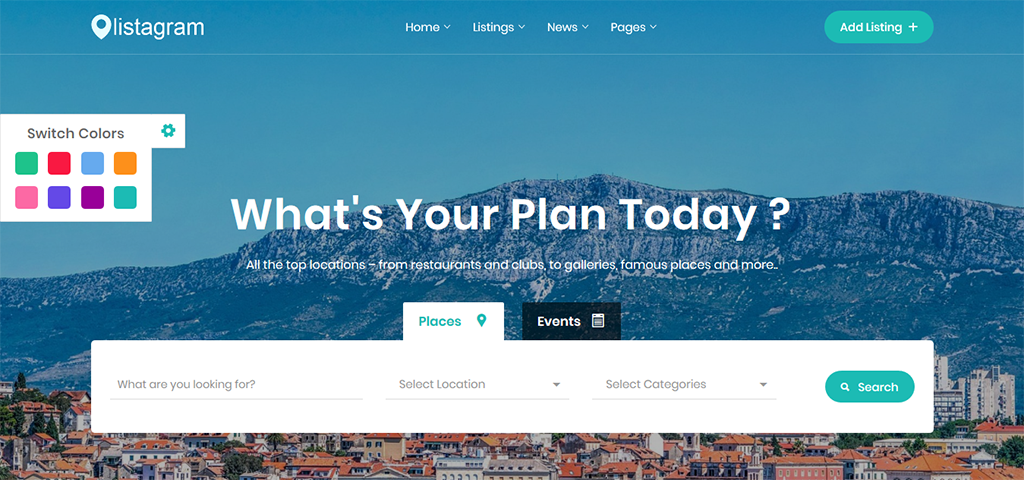 listagram
Home Listings News Pages
Add Listing +
Switch Colors
What's Your Plan Today ?
All the top locations – from restaurants and clubs, to galleries, famous places and more..
Places Events
What are you looking for? Select Location Select Categories Search